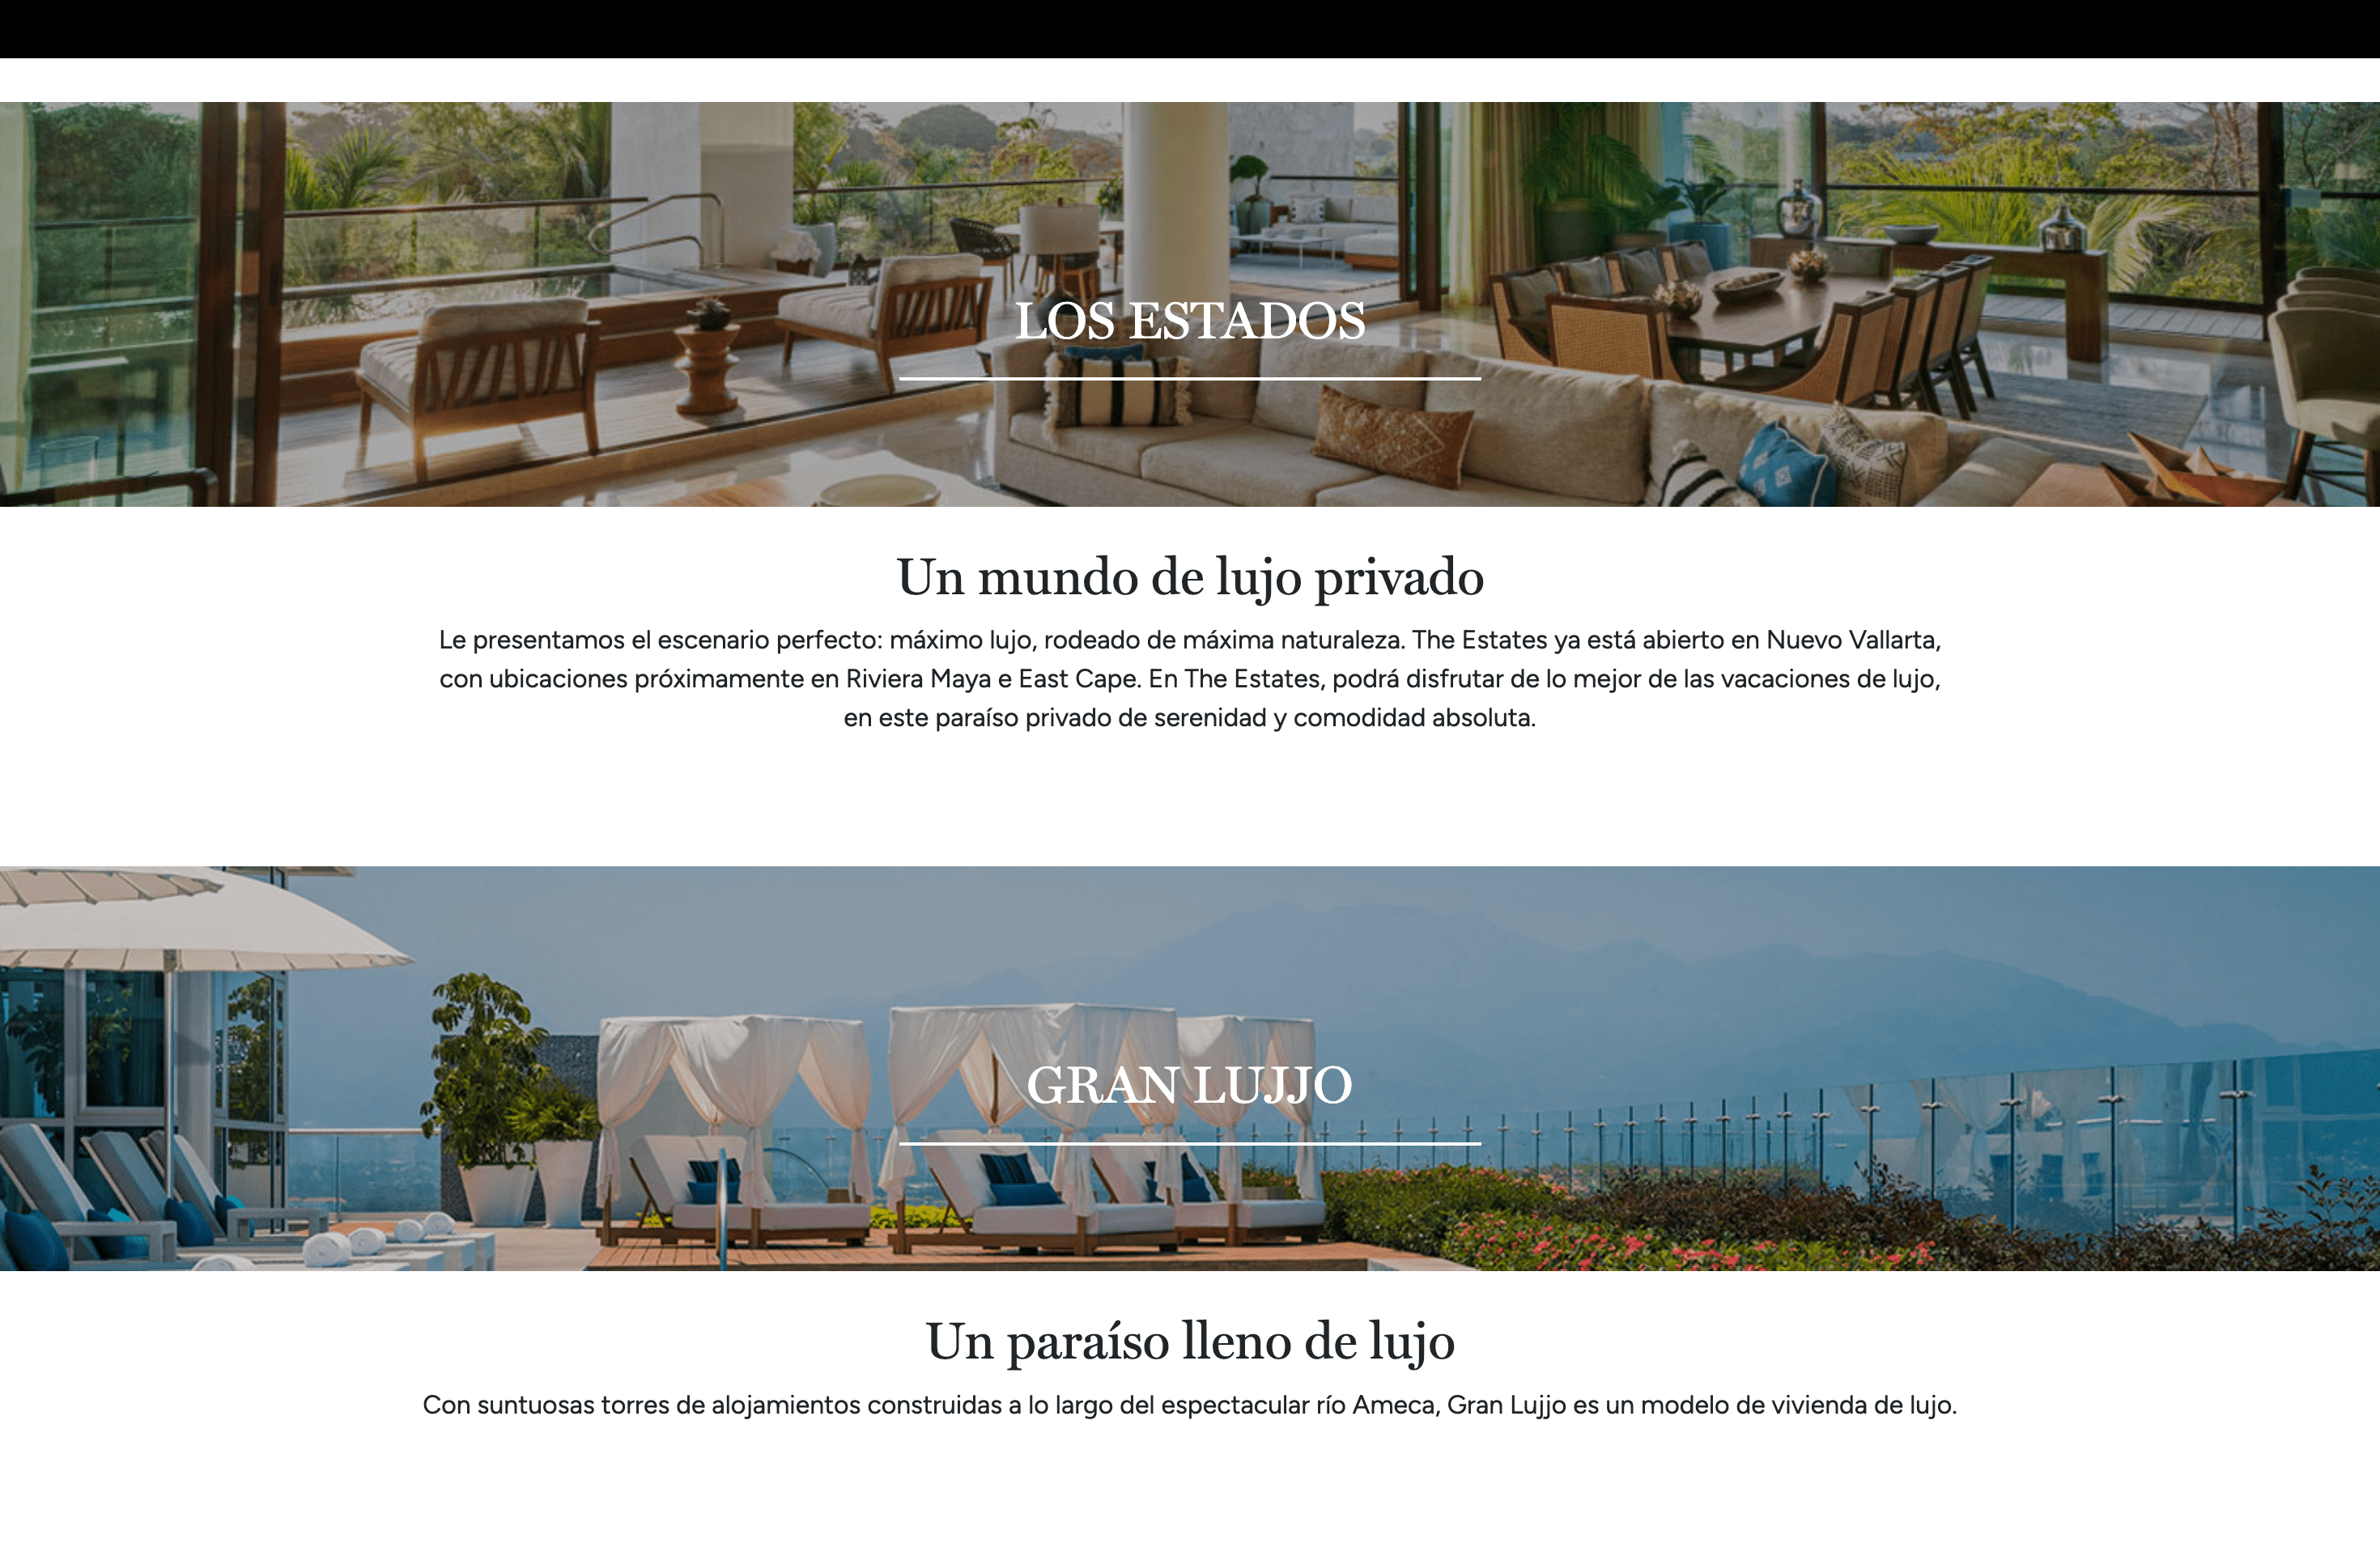 LOS ESTADOS
Un mundo de lujo privado
Le presentamos el escenario perfecto: máximo lujo, rodeado de máxima naturaleza. The Estates ya está abierto en Nuevo Vallarta,
con ubicaciones próximamente en Riviera Maya e East Cape. En The Estates, podrá disfrutar de lo mejor de las vacaciones de lujo,
en este paraíso privado de serenidad y comodidad absoluta.
GRAN LUJJO
Un paraíso lleno de lujo
Con suntuosas torres de alojamientos construidas a lo largo del espectacular río Ameca, Gran Lujjo es un modelo de vivienda de lujo.